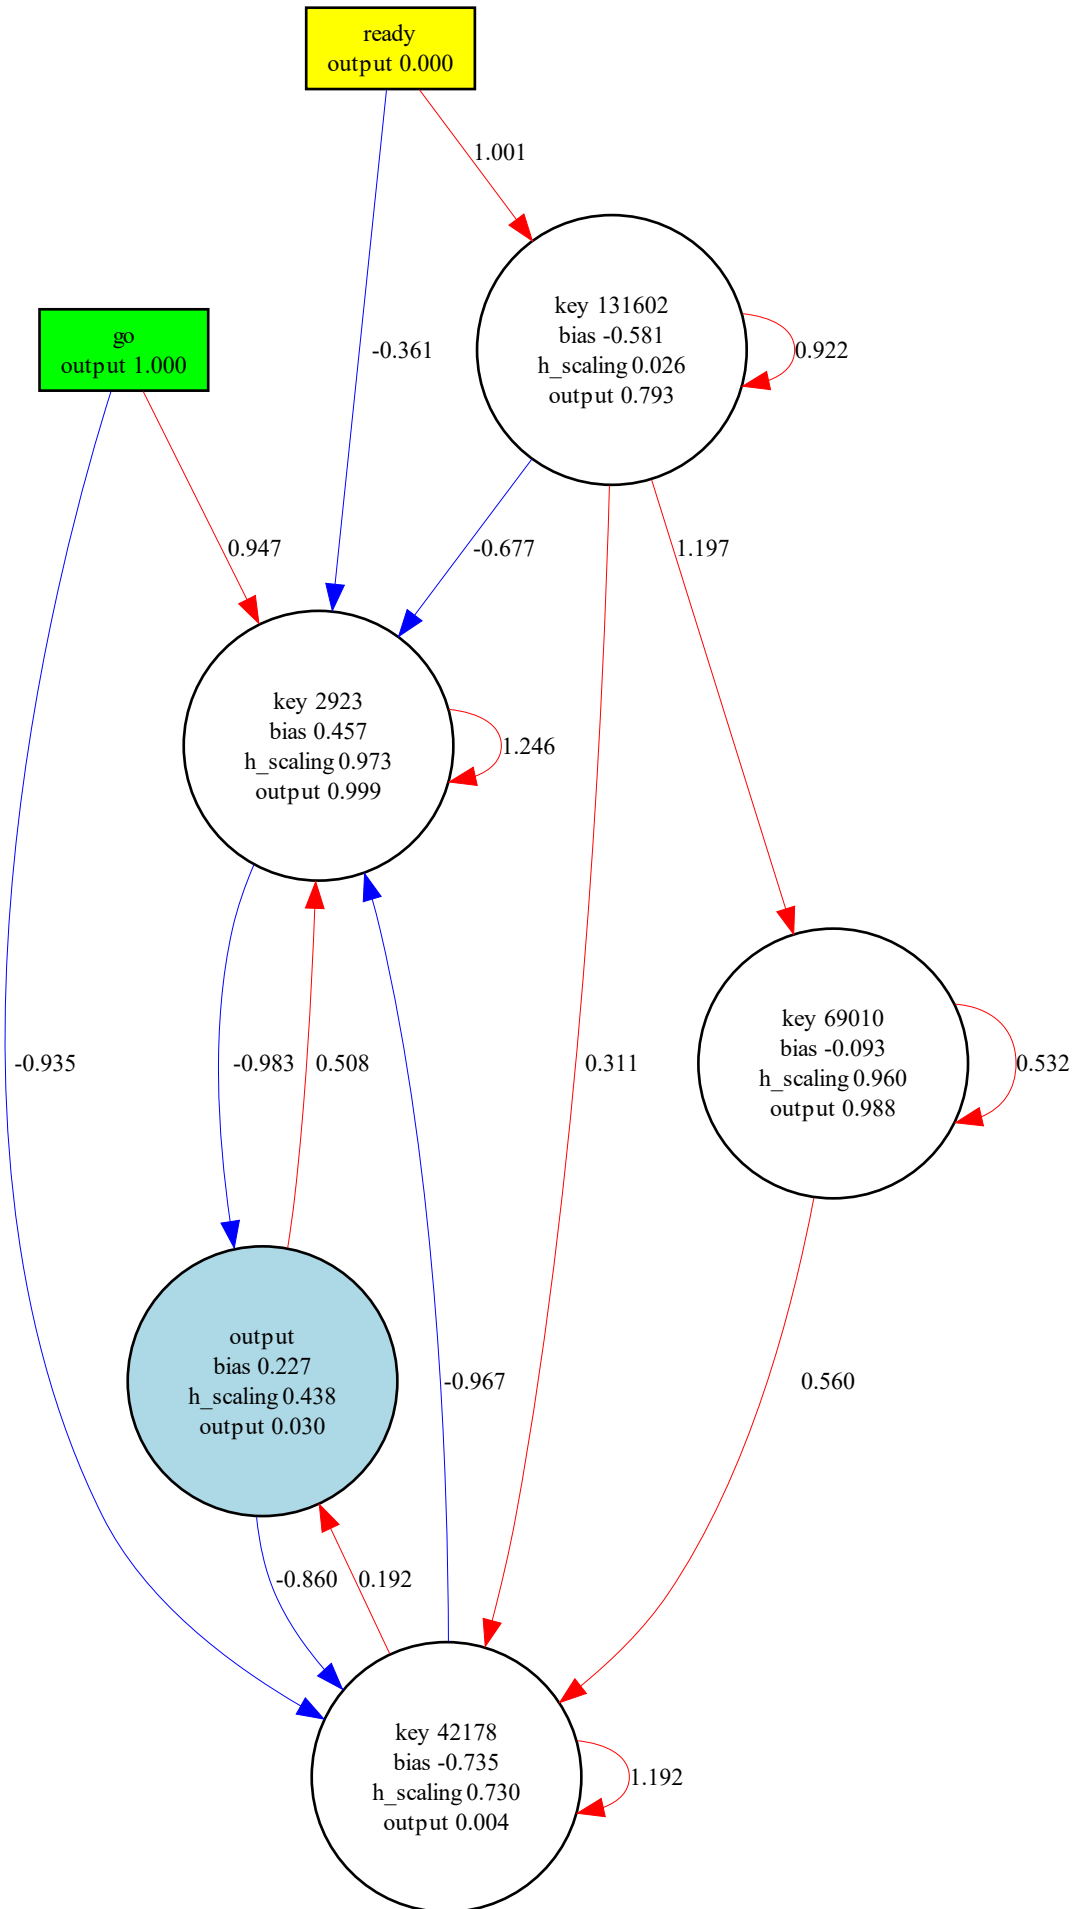 ready
output 0.000
1.001
go
output 1.000
-0.361
key 131602
bias -0.581
h_scaling 0.026
output 0.793
0.922
0.947
-0.677
1.197
key 2923
bias 0.457
h_scaling 0.973
output 0.999
1.246
-0.935
-0.983
0.508
0.311
key 69010
bias -0.093
h_scaling 0.960
output 0.988
0.532
output
bias 0.227
h_scaling 0.438
output 0.030
-0.967
0.560
-0.860
0.192
key 42178
bias -0.735
h_scaling 0.730
output 0.004
1.192